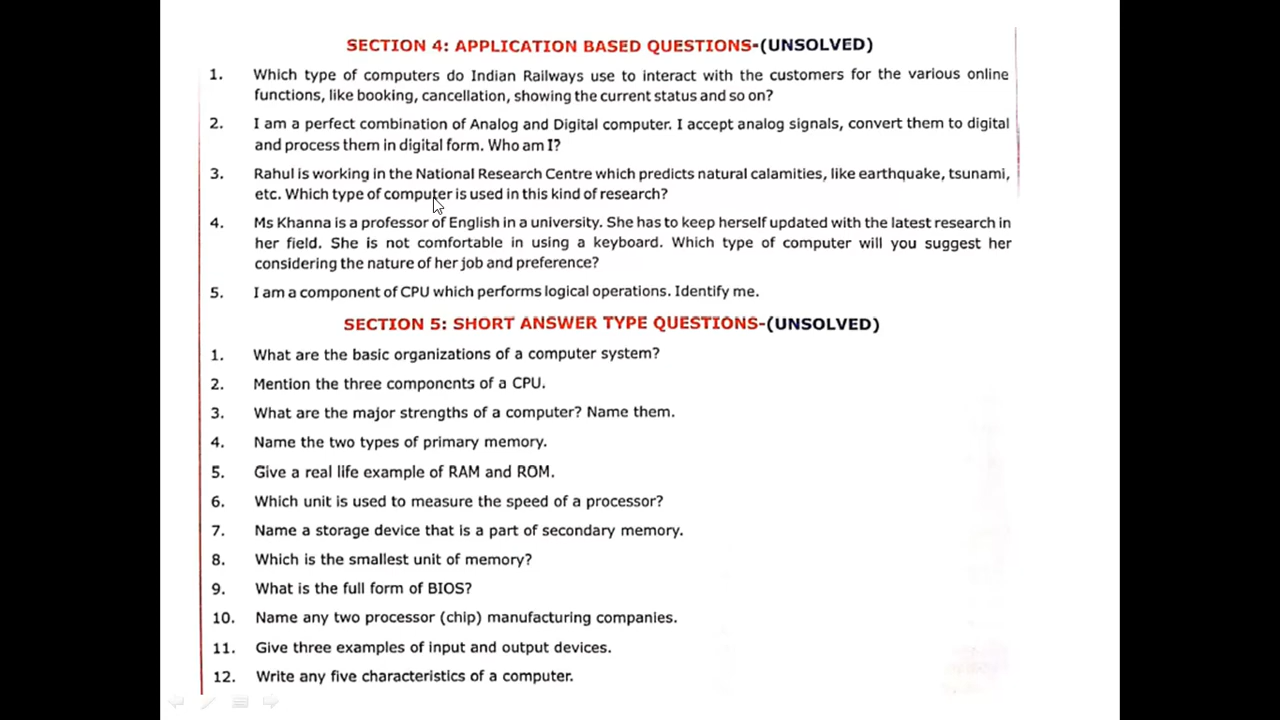 SECTION 4: APPLICATION BASED QUESTIONS-(UNSOLVED)
1. Which type of computers do Indian Railways use to interact with the customers for the various online
functions, like booking, cancellation, showing the current status and so on?
2. I am a perfect combination of Analog and Digital computer. I accept analog signals, convert them to digital
and process them in digital form. Who am I?
3. Rahul is working in the National Research Centre which predicts natural calamities, like earthquake, tsunami,
etc. Which type of computer is used in this kind of research?
4. Ms Khanna is a professor of English in a university. She has to keep herself updated with the latest research in
her field. She is not comfortable in using a keyboard. Which type of computer will you suggest her
considering the nature of her job and preference?
5. I am a component of CPU which performs logical operations. Identify me.
SECTION 5: SHORT ANSWER TYPE QUESTIONS-(UNSOLVED)
1. What are the basic organizations of a computer system?
2. Mention the three components of a CPU.
3. What are the major strengths of a computer? Name them.
4. Name the two types of primary memory.
5. Give a real life example of RAM and ROM.
6. Which unit is used to measure the speed of a processor?
7. Name a storage device that is a part of secondary memory.
8. Which is the smallest unit of memory?
9. What is the full form of BIOS?
10. Name any two processor (chip) manufacturing companies.
11. Give three examples of input and output devices.
12. Write any five characteristics of a computer.